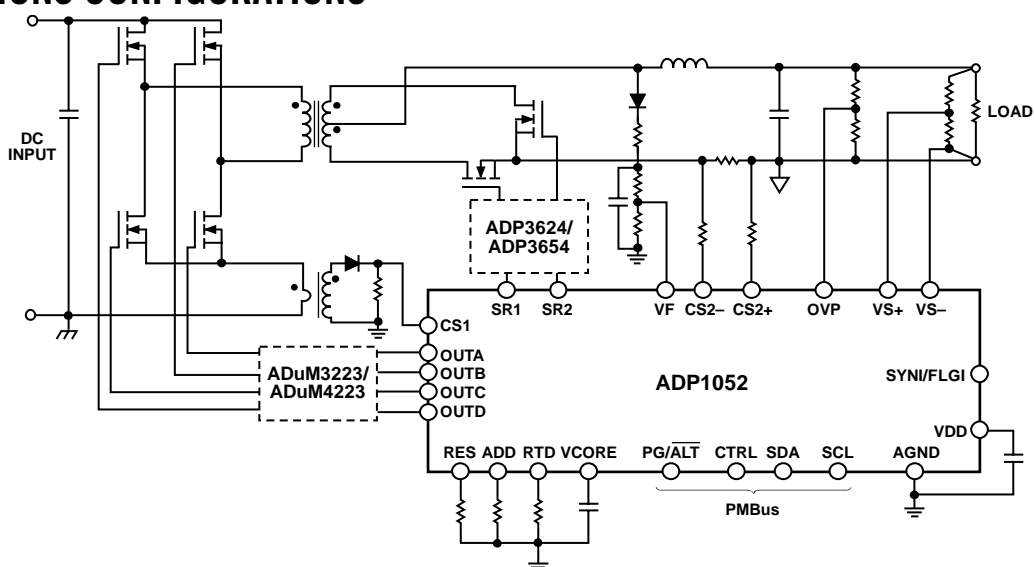 DC
INPUT
LOAD
ADP3624/
ADP3654
SR1 SR2 VF CS2– CS2+ OVP VS+ VS–
CS1
OUTA
OUTB
OUTC
OUTD
ADuM3223/
ADuM4223
ADP1052
SYNI/FLGI
VDD
RES ADD RTD VCORE PG/ALT CTRL SDA SCL AGND
PMBus